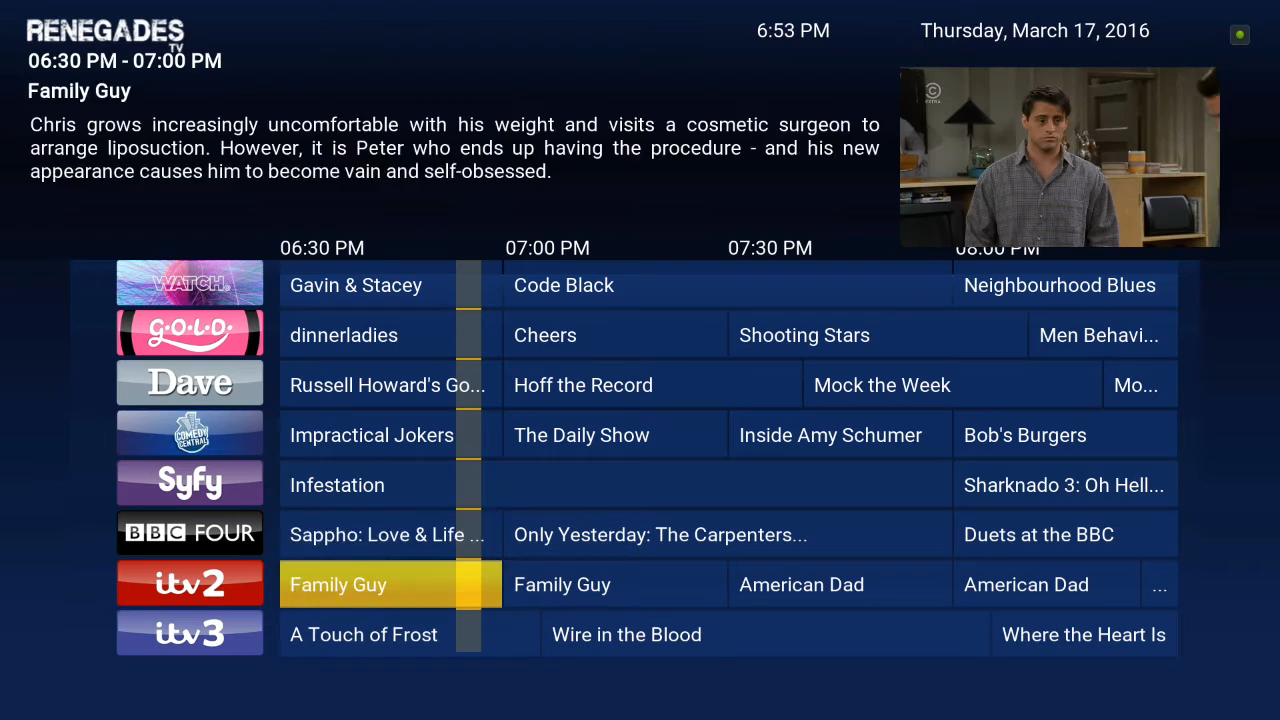 RENEGADES
TV
6:53 PM
Thursday, March 17, 2016
06:30 PM - 07:00 PM
Family Guy
Chris grows increasingly uncomfortable with his weight and visits a cosmetic surgeon to
arrange liposuction. However, it is Peter who ends up having the procedure - and his new
appearance causes him to become vain and self-obsessed.
EXTRA
06:30 PM 07:00 PM 07:30 PM 08:00 PM
WATCH. Gavin & Stacey Code Black Neighbourhood Blues
G.O.L.D. dinnerladies Cheers Shooting Stars Men Behavi...
Dave Russell Howard's Go... Hoff the Record Mock the Week Mo...
COMEDY CENTRAL Impractical Jokers The Daily Show Inside Amy Schumer Bob's Burgers
Syfy Infestation Sharknado 3: Oh Hell...
BBC FOUR Sappho: Love & Life ... Only Yesterday: The Carpenters... Duets at the BBC
itv2 Family Guy Family Guy American Dad American Dad ...
itv3 A Touch of Frost Wire in the Blood Where the Heart Is